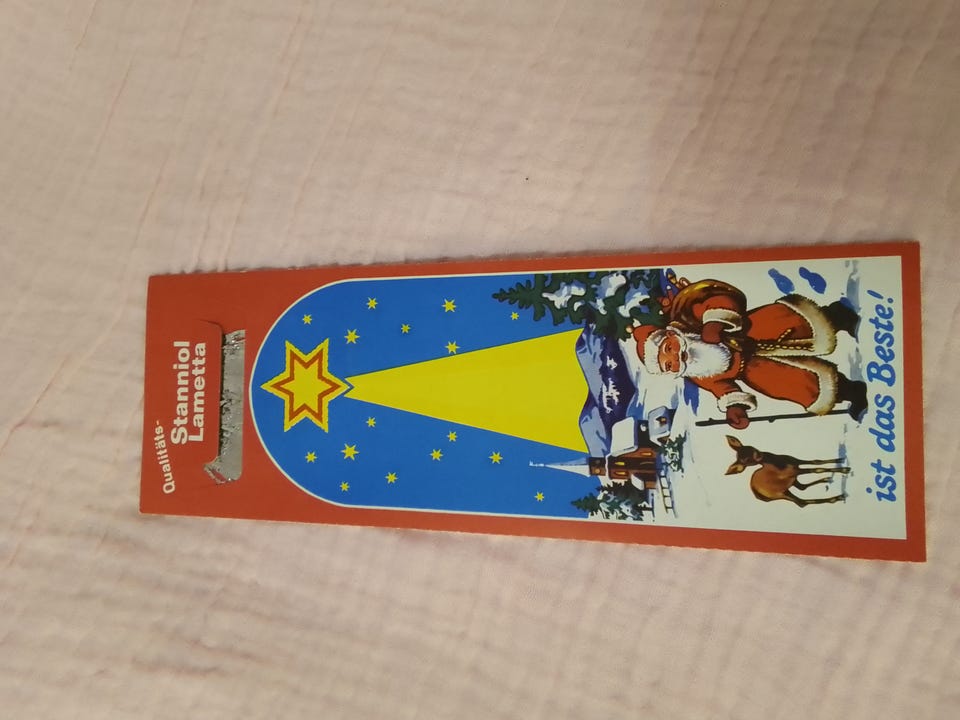 Qualitäts-
Stanniol
Lametta
ist das Beste!